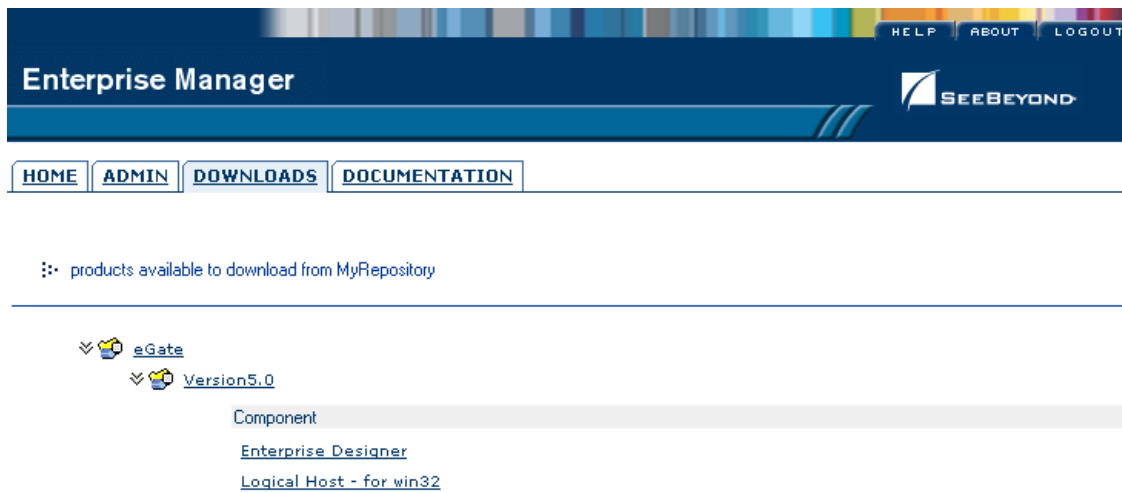 HELP ABOUT LOGOUT
Enterprise Manager
SEEBEYOND
HOME ADMIN DOWNLOADS DOCUMENTATION
products available to download from MyRepository
eGate
Version5.0
Component
Enterprise Designer
Logical Host - for win32